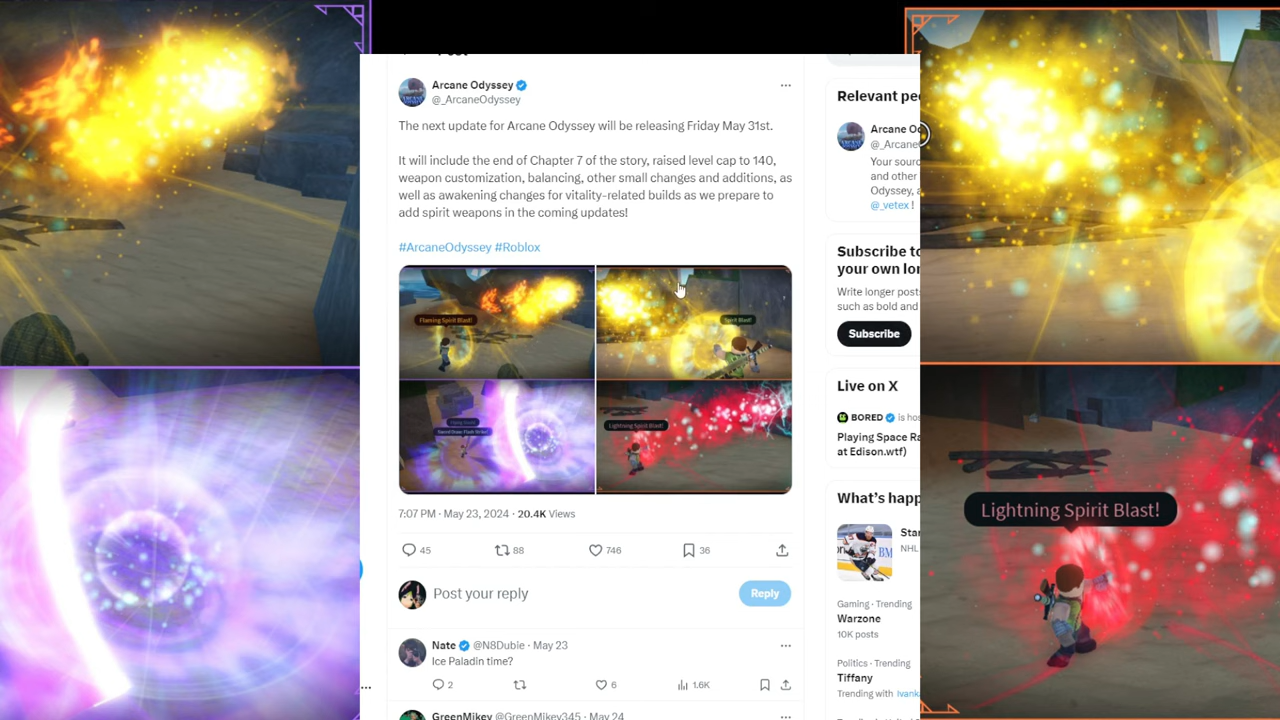 Arcane Odyssey
@_ArcaneOdyssey
The next update for Arcane Odyssey will be releasing Friday May 31st.
It will include the end of Chapter 7 of the story, raised level cap to 140,
weapon customization, balancing, other small changes and additions, as
well as awakening changes for vitality-related builds as we prepare to
add spirit weapons in the coming updates!
#ArcaneOdyssey #Roblox
Flaming Spirit Blast!
Spirit Blast!
Lightning Spirit Blast!
7:07 PM · May 23, 2024 · 20.4K Views
45 88 746 36
Post your reply
Reply
Nate @N8Dubie · May 23
Ice Paladin time?
2 6 1.6K
GreenMikey @GreenMikey345 · May 24
Relevant pe
Arcane O
@_Arcane
Your sourc
and other
Odyssey, a
@_vetex !
Subscribe to
your own lo
Write longer posts
such as bold and
Subscribe
Live on X
BORED is hos
Playing Space Ra
at Edison.wtf)
What's happ
Star
NHL
Gaming · Trending
Warzone
10K posts
Politics · Trending
Tiffany
Trending with Ivank
Lightning Spirit Blast!